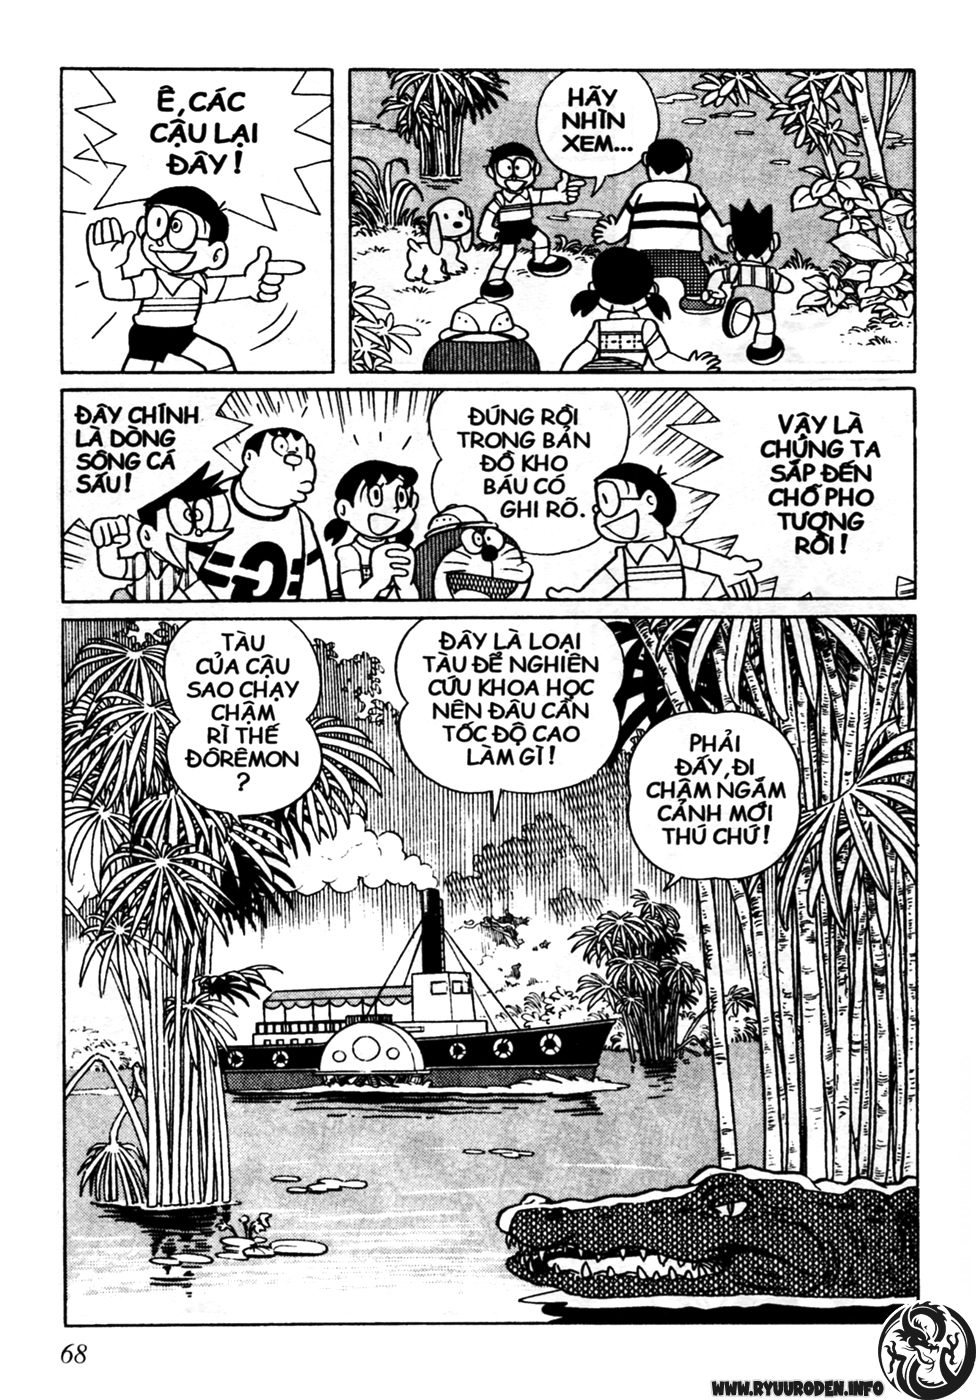 Ê, CÁC
CẬU LẠI
ĐÂY!
HÃY
NHÌN
XEM...
ĐÂY CHÍNH
LÀ DÒNG
SÔNG CÁ
SẤU!
ĐÚNG RỒI
TRONG BẢN
ĐỒ KHO
BÁU CÓ
GHI RÕ.
VẬY LÀ
CHÚNG TA
SẮP ĐẾN
CHỖ PHO
TƯỢNG
RỒI!
TÀU
CỦA CẬU
SAO CHẠY
CHẬM
RÌ THẾ
ĐÔRÊMON
?
ĐÂY LÀ LOẠI
TÀU ĐỂ NGHIÊN
CỨU KHOA HỌC
NÊN ĐÂU CẦN
TỐC ĐỘ CAO
LÀM GÌ!
PHẢI
ĐẤY, ĐI
CHẬM NGẮM
CẢNH MỚI
THÚ CHỨ!
68
WWW.RYUURODEN.INFO